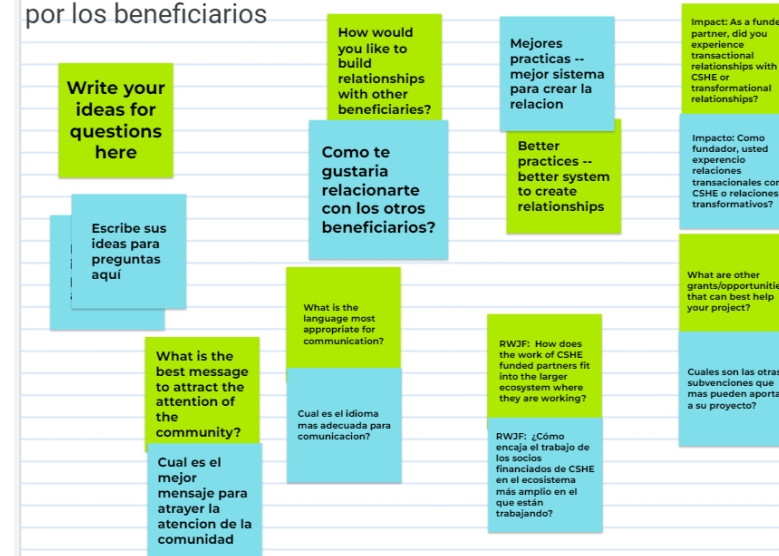 por los beneficiarios
Write your
ideas for
questions
here
Escribe sus
ideas para
preguntas
aquí
How would
you like to
build
relationships
with other
beneficiaries?
Como te
gustaria
relacionarte
con los otros
beneficiarios?
Mejores
practicas --
mejor sistema
para crear la
relacion
Better
practices --
better system
to create
relationships
Impact: As a funde
partner, did you
experience
transactional
relationships with
CSHE or
transformational
relationships?
Impacto: Como
fundador, usted
experencio
relaciones
transacionales con
CSHE o relaciones
transformativos?
What is the
best message
to attract the
attention of
the
community?
Cual es el
mejor
mensaje para
atrayer la
atencion de la
comunidad
What is the
language most
appropriate for
communication?
Cual es el idioma
mas adecuada para
comunicacion?
RWJF: How does
the work of CSHE
funded partners fit
into the larger
ecosystem where
they are working?
RWJF: ¿Cómo
encaja el trabajo de
los socios
financiados de CSHE
en el ecosistema
más amplio en el
que están
trabajando?
What are other
grants/opportunitie
that can best help
your project?
Cuales son las otras
subvenciones que
mas pueden aporta
a su proyecto?